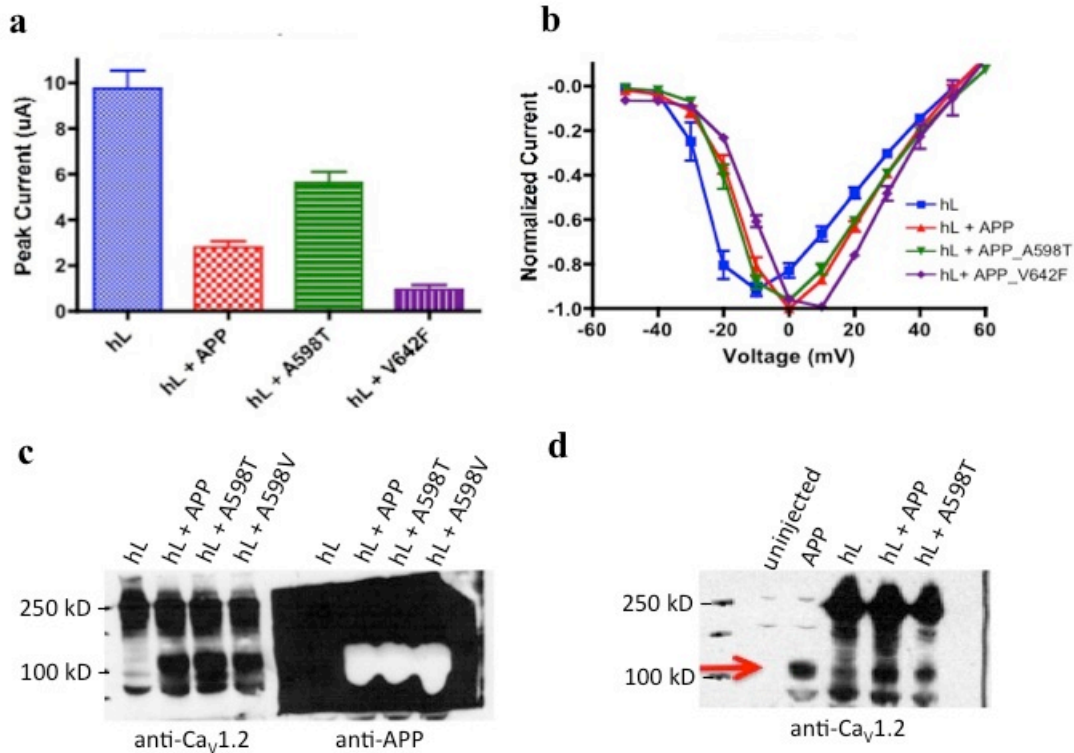 a
Peak Current (uA)
10
8
6
4
2
0
hL
hL + APP
hL + A598T
hL + V642F
b
Normalized Current
-0.0
-0.2
-0.4
-0.6
-0.8
-1.0
-60
-40
-20
0
20
40
60
Voltage (mV)
hL
hL + APP
hL + APP_A598T
hL+ APP_V642F
c
hL
hL + APP
hL + A598T
hL + A598V
hL
hL + APP
hL + A598T
hL + A598V
250 kD
100 kD
anti-CaV1.2
anti-APP
d
uninjected
APP
hL
hL + APP
hL + A598T
250 kD
100 kD
anti-CaV1.2